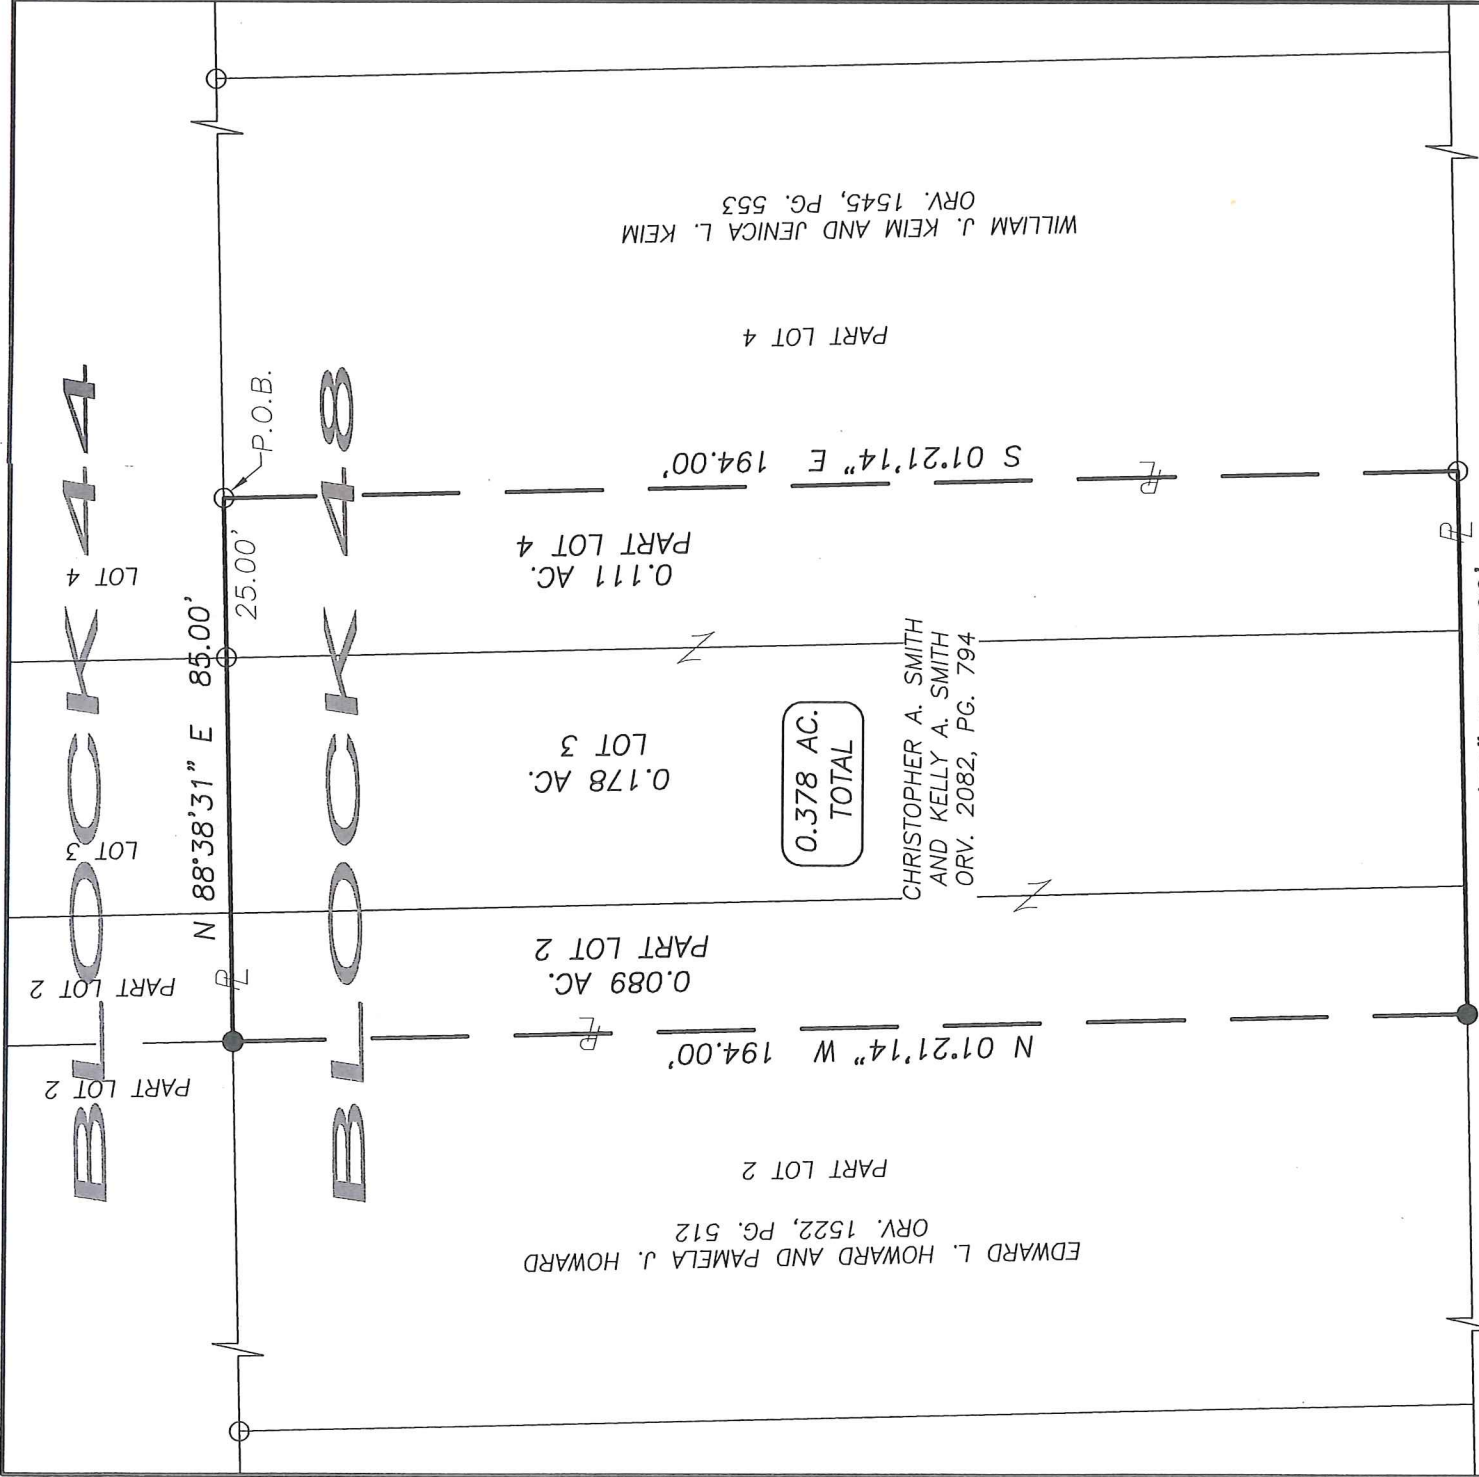 BLOCK 44
LOT 4
LOT 3
PART LOT 2
PART LOT 2
N 88°38'31" E 85.00'
25.00'
P.O.B.
BLOCK 48
WILLIAM J. KEIM AND JENICA L. KEIM
ORV. 1545, PG. 553
PART LOT 4
S 01°21'14" E 194.00'
0.111 AC.
PART LOT 4
0.178 AC.
LOT 3
0.378 AC.
TOTAL
CHRISTOPHER A. SMITH
AND KELLY A. SMITH
ORV. 2082, PG. 794
0.089 AC.
PART LOT 2
N 01°21'14" W 194.00'
PART LOT 2
EDWARD L. HOWARD AND PAMELA J. HOWARD
ORV. 1522, PG. 512
PL
PL
PL
PL